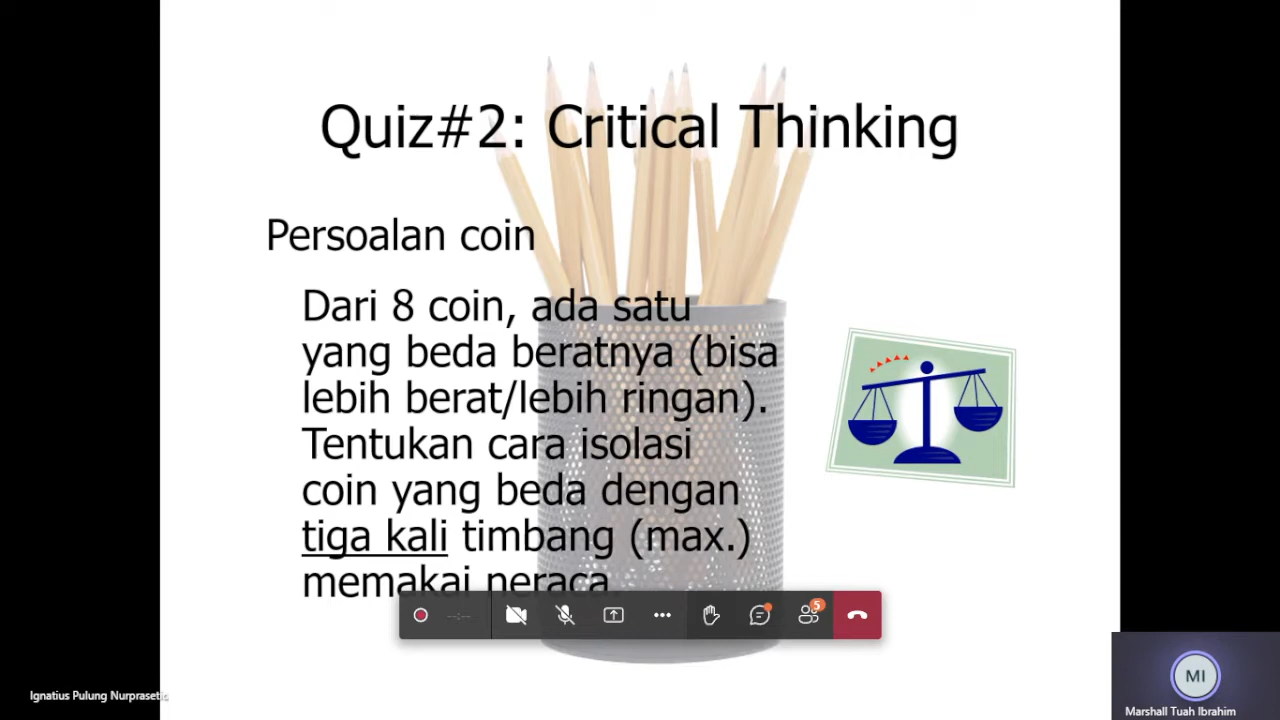 Quiz#2: Critical Thinking
Persoalan coin
Dari 8 coin, ada satu
yang beda beratnya (bisa
lebih berat/lebih ringan).
Tentukan cara isolasi
coin yang beda dengan
tiga kali timbang (max.)
memakai neraca.
--:--
5
MI
Ignatius Pulung Nurprasetio
Marshall Tuah Ibrahim